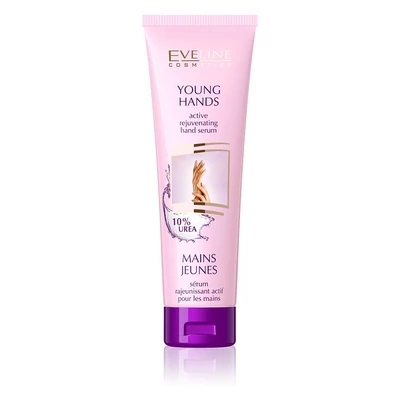 EVELINE
COSMETICS
YOUNG
HANDS
active
rejuvenating
hand serum
10%
UREA
MAINS
JEUNES
sérum
rajeunissant actif
pour les mains